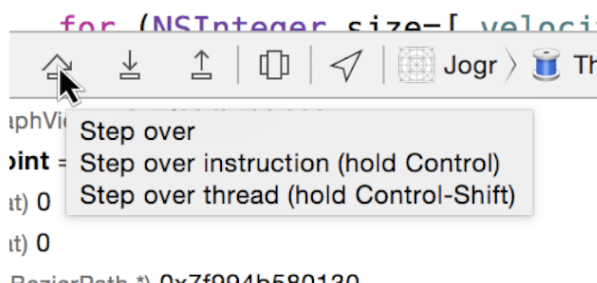 for (NSInteger size=[ velocit
Jogr
Th
aphVi
Step over
oint =
Step over instruction (hold Control)
at) 0
Step over thread (hold Control-Shift)
at) 0
BezierPath *) 0x7f994b580130